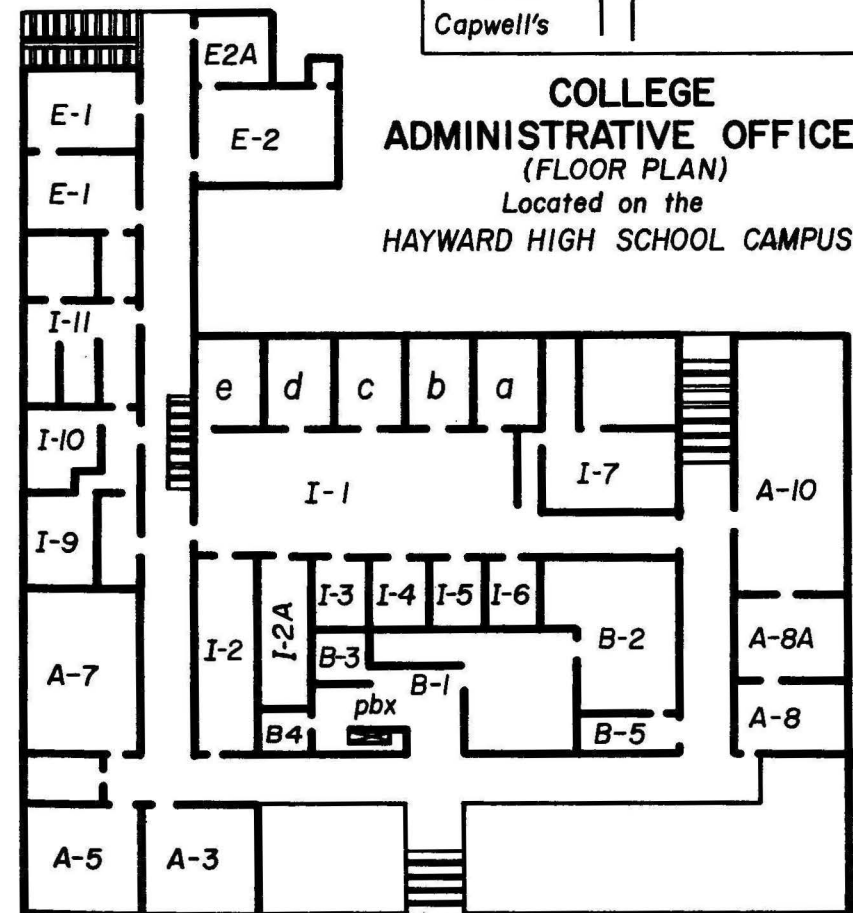 Capwell's
COLLEGE
ADMINISTRATIVE OFFICE
(FLOOR PLAN)
Located on the
HAYWARD HIGH SCHOOL CAMPUS
E2A
E-1
E-2
E-1
I-11
e d c b a
I-10
I-7
I-1
A-10
I-9
I-3 I-4 I-5 I-6
I-2 I-2A
B-3
B-2
A-8A
A-7
B-1
pbx
B4
B-5
A-8
A-5 A-3